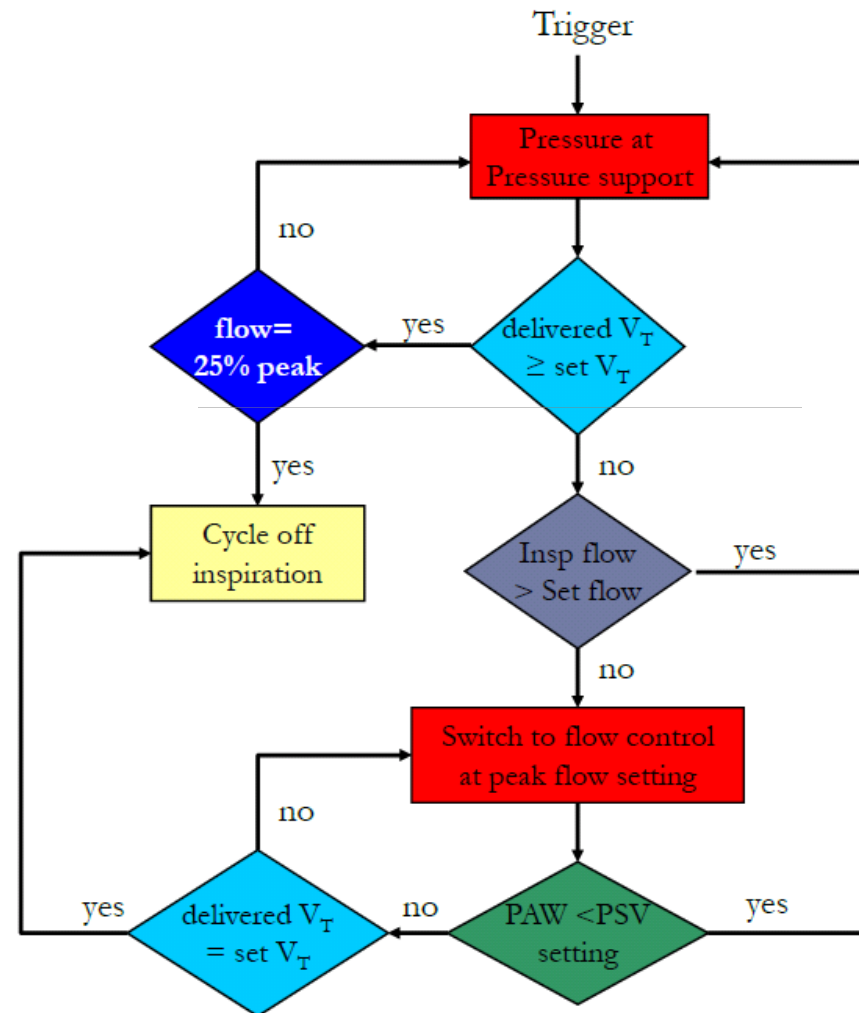 Trigger
Pressure at
Pressure support
no
flow=
25% peak
yes
delivered V_T
≥ set V_T
yes
no
Cycle off
inspiration
Insp flow
> Set flow
yes
no
Switch to flow control
at peak flow setting
no
yes
delivered V_T
= set V_T
no
PAW <PSV
setting
yes